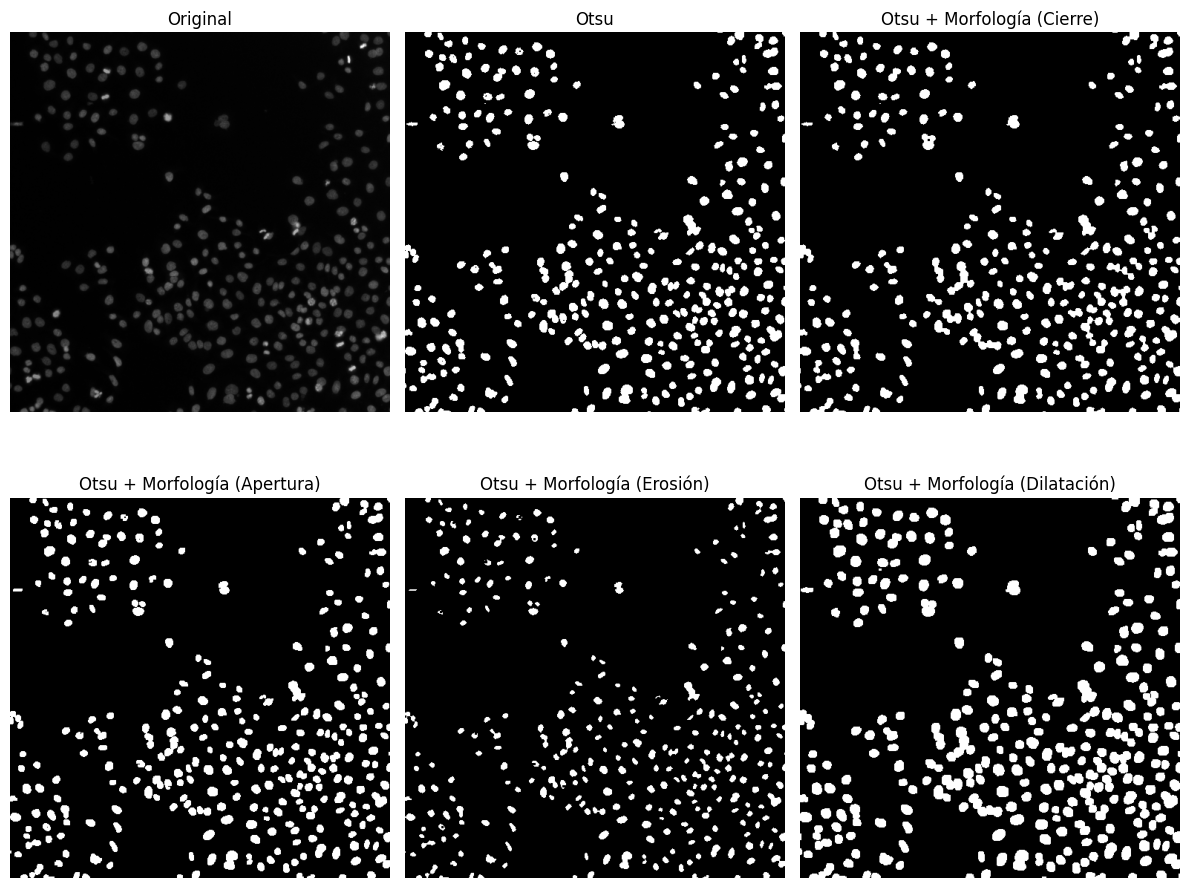 Original
Otsu
Otsu + Morfología (Cierre)
Otsu + Morfología (Apertura)
Otsu + Morfología (Erosión)
Otsu + Morfología (Dilatación)